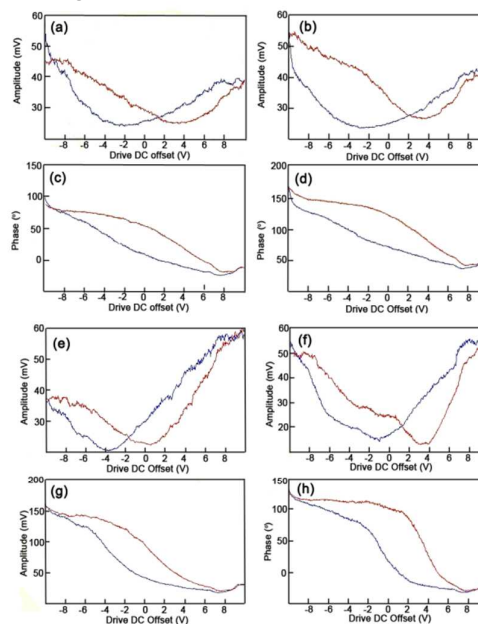 (a)
Amplitude (mV)
60
50
40
30
-8 -6 -4 -2 0 2 4 6 8
Drive DC offset (V)
(b)
Amplitude (mV)
60
50
40
30
-8 -6 -4 -2 0 2 4 6 8
Drive DC offset (V)
(c)
Phase (º)
150
100
50
0
-8 -6 -4 -2 0 2 4 6 8
Drive DC offset (V)
(d)
Phase (º)
200
150
100
50
-8 -6 -4 -2 0 2 4 6 8
Drive DC offset (V)
(e)
Amplitude (mV)
60
50
40
30
-8 -6 -4 -2 0 2 4 6 8
Drive DC Offset (V)
(f)
Amplitude (mV)
60
50
40
30
20
-8 -6 -4 -2 0 2 4 6 8
Drive DC Offset (V)
(g)
Amplitude (mV)
200
150
100
50
-8 -6 -4 -2 0 2 4 6 8
Drive DC Offset (V)
(h)
Phase (º)
150
100
50
0
-8 -6 -4 -2 0 2 4 6 8
Drive DC Offset (V)